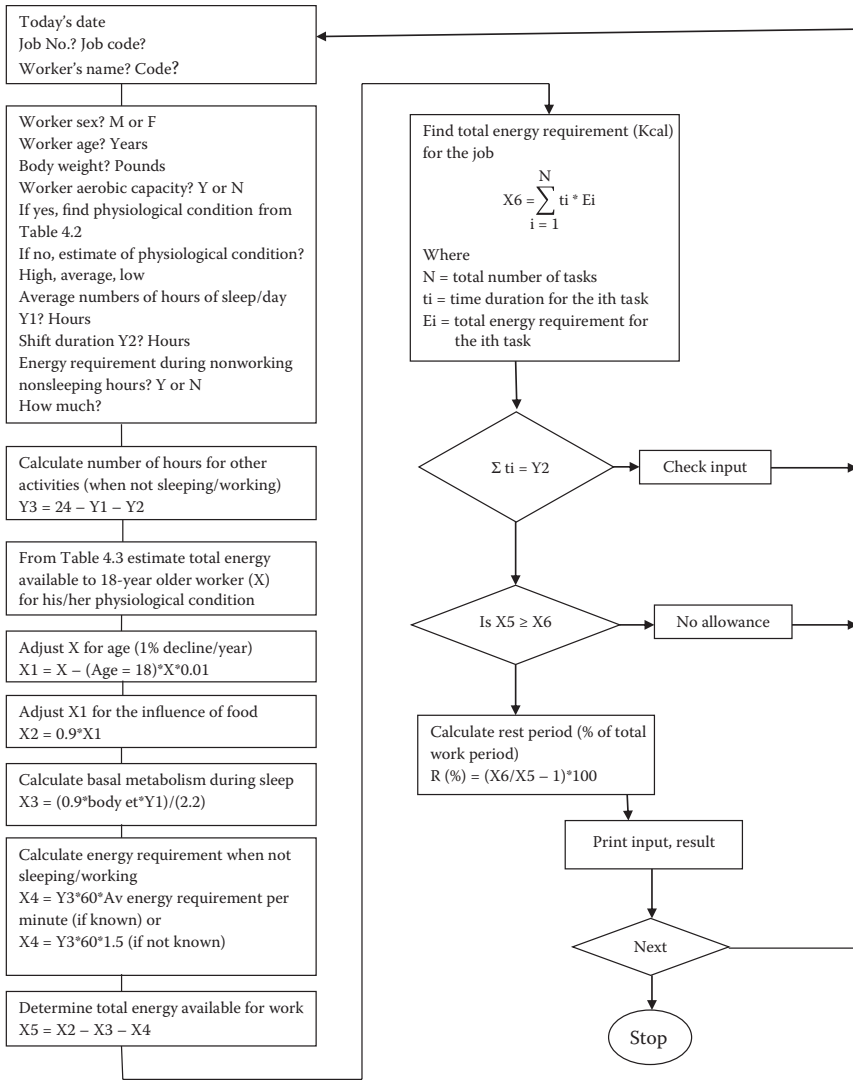 Today's date
Job No.? Job code?
Worker's name? Code?
Worker sex? M or F
Worker age? Years
Body weight? Pounds
Worker aerobic capacity? Y or N
If yes, find physiological condition from
Table 4.2
If no, estimate of physiological condition?
High, average, low
Average numbers of hours of sleep/day
Y1? Hours
Shift duration Y2? Hours
Energy requirement during nonworking
nonsleeping hours? Y or N
How much?
Calculate number of hours for other
activities (when not sleeping/working)
Y3 = 24 – Y1 – Y2
From Table 4.3 estimate total energy
available to 18-year older worker (X)
for his/her physiological condition
Adjust X for age (1% decline/year)
X1 = X – (Age = 18)*X*0.01
Adjust X1 for the influence of food
X2 = 0.9*X1
Calculate basal metabolism during sleep
X3 = (0.9*body et*Y1)/(2.2)
Calculate energy requirement when not
sleeping/working
X4 = Y3*60*Av energy requirement per
minute (if known) or
X4 = Y3*60*1.5 (if not known)
Determine total energy available for work
X5 = X2 – X3 – X4
Find total energy requirement (Kcal)
for the job
N
X6 = ∑ ti * Ei
i = 1
Where
N = total number of tasks
ti = time duration for the ith task
Ei = total energy requirement for
the ith task
Σ ti = Y2
Check input
Is X5 ≥ X6
No allowance
Calculate rest period (% of total
work period)
R (%) = (X6/X5 – 1)*100
Print input, result
Next
Stop